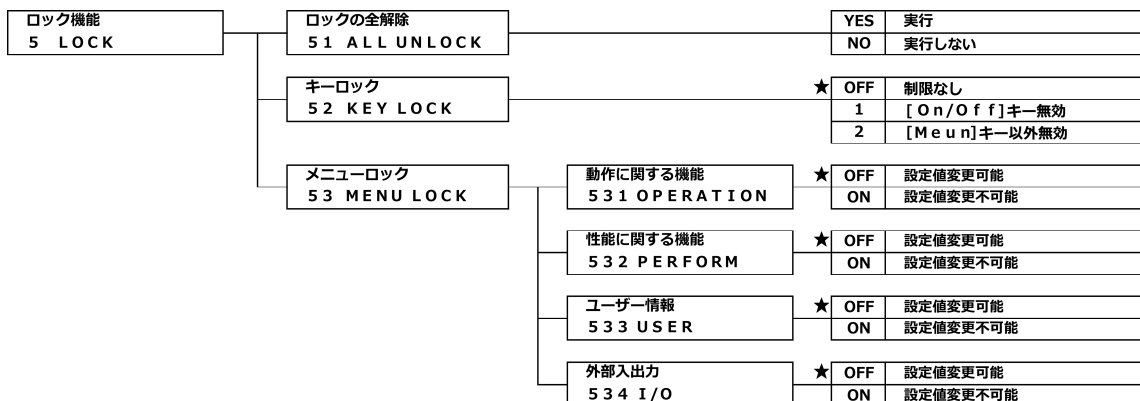 ロック機能
5 LOCK
ロックの全解除
51 ALL UNLOCK
YES 実行
NO 実行しない
キーロック
52 KEY LOCK
★ OFF 制限なし
1 [On/Off]キー無効
2 [Meun]キー以外無効
メニューロック
53 MENU LOCK
動作に関する機能
531 OPERATION
★ OFF 設定値変更可能
ON 設定値変更不可能
性能に関する機能
532 PERFORM
★ OFF 設定値変更可能
ON 設定値変更不可能
ユーザー情報
533 USER
★ OFF 設定値変更可能
ON 設定値変更不可能
外部入出力
534 I/O
★ OFF 設定値変更可能
ON 設定値変更不可能